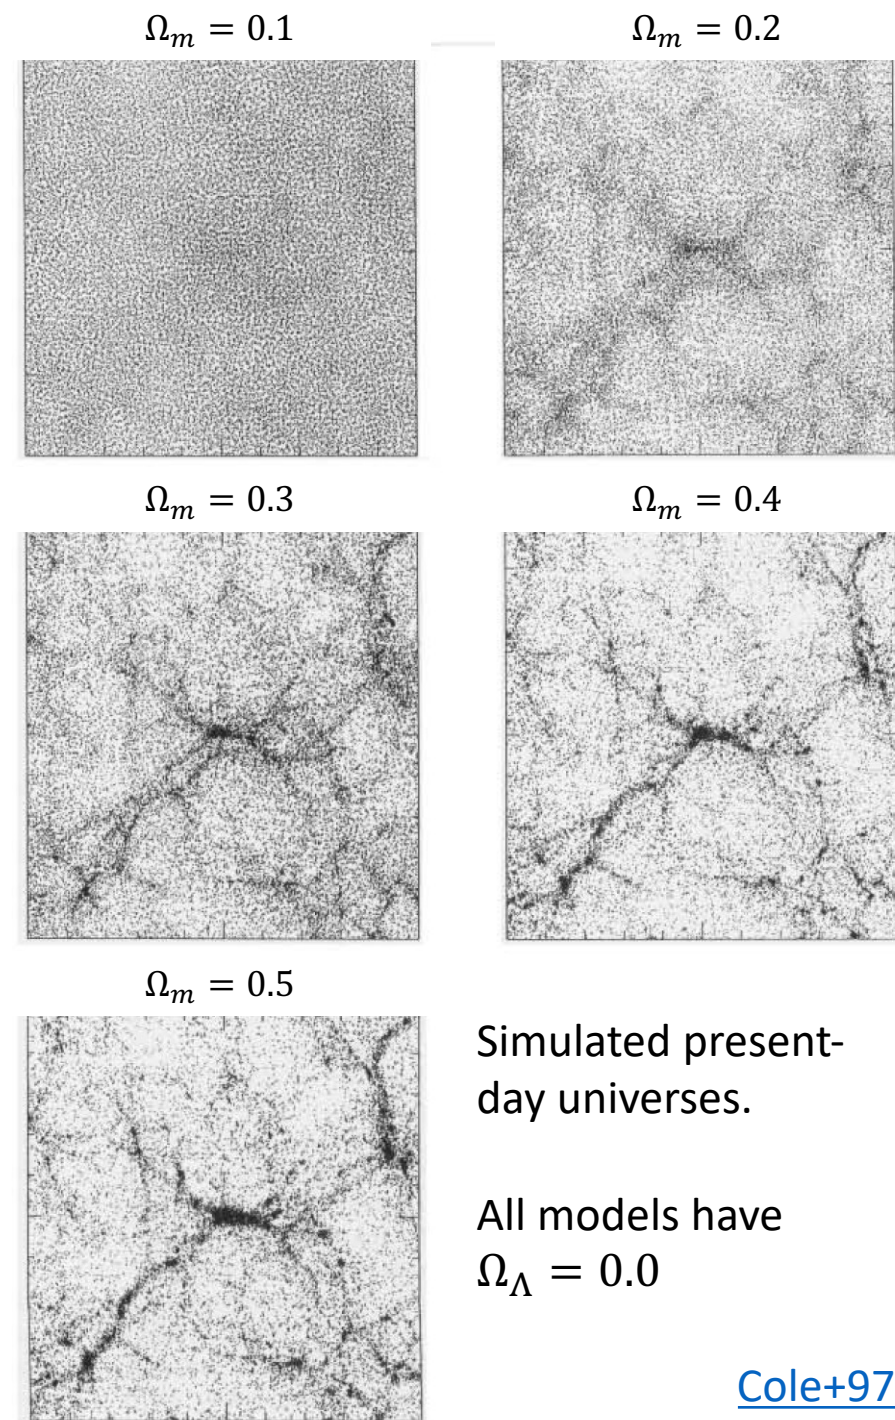 Ωₘ = 0.1
Ωₘ = 0.2
Ωₘ = 0.3
Ωₘ = 0.4
Ωₘ = 0.5
Simulated present-
day universes.
All models have
Ω_Λ = 0.0
Cole+97